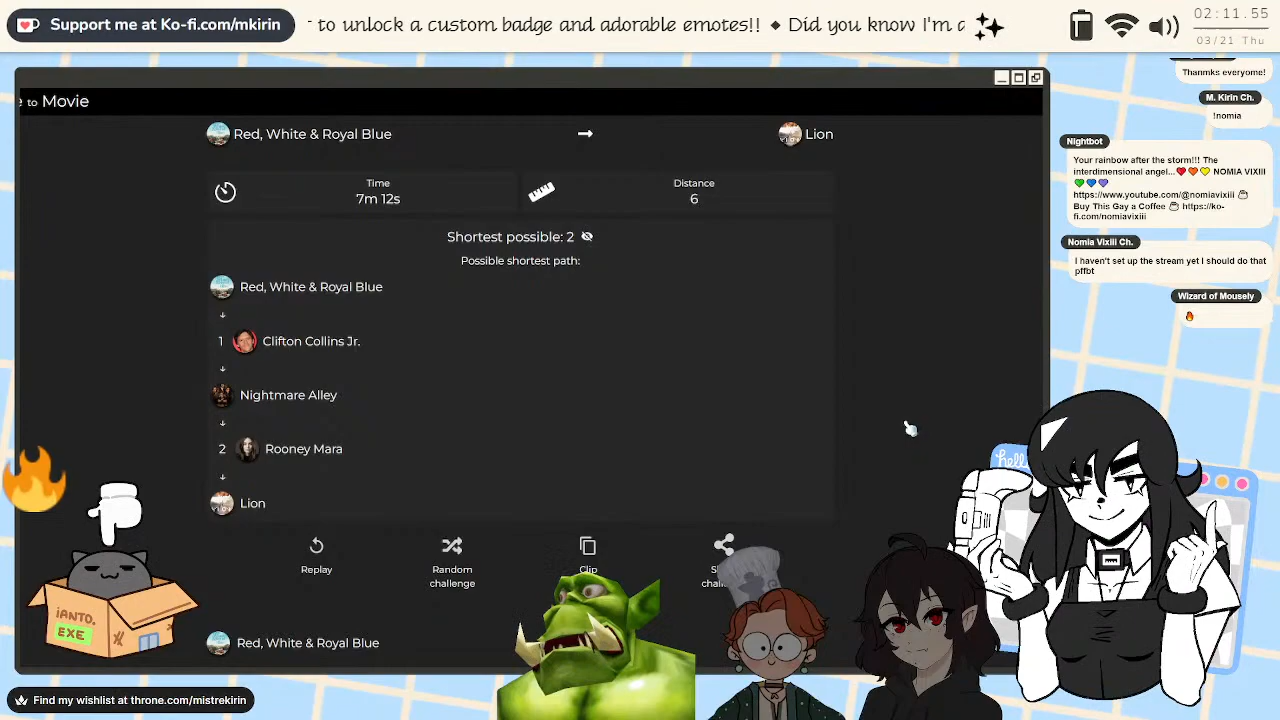 Support me at Ko-fi.com/mkirin
to unlock a custom badge and adorable emotes!! ◆ Did you know I'm
02:11.55
03/21 Thu
to Movie
Red, White & Royal Blue → Lion
Time
7m 12s
Distance
6
Shortest possible: 2
Possible shortest path:
Red, White & Royal Blue
↓
1 Clifton Collins Jr.
↓
Nightmare Alley
↓
2 Rooney Mara
↓
Lion
Replay
Random
challenge
Clip
Red, White & Royal Blue
Thanmks everyone!
M. Kirin Ch.
!nomia
Nightbot
Your rainbow after the storm!!! The
interdimensional angel...❤️🧡💛 NOMIA VIXIII
💚💙💜
https://www.youtube.com/@nomiavixiii
Buy This Gay a Coffee https://ko-
fi.com/nomiavixiii
Nomia Vixiii Ch.
I haven't set up the stream yet I should do that
pffbt
Wizard of Mousely
🔥
hello
iANTO.
EXE
Find my wishlist at throne.com/mistrekirin